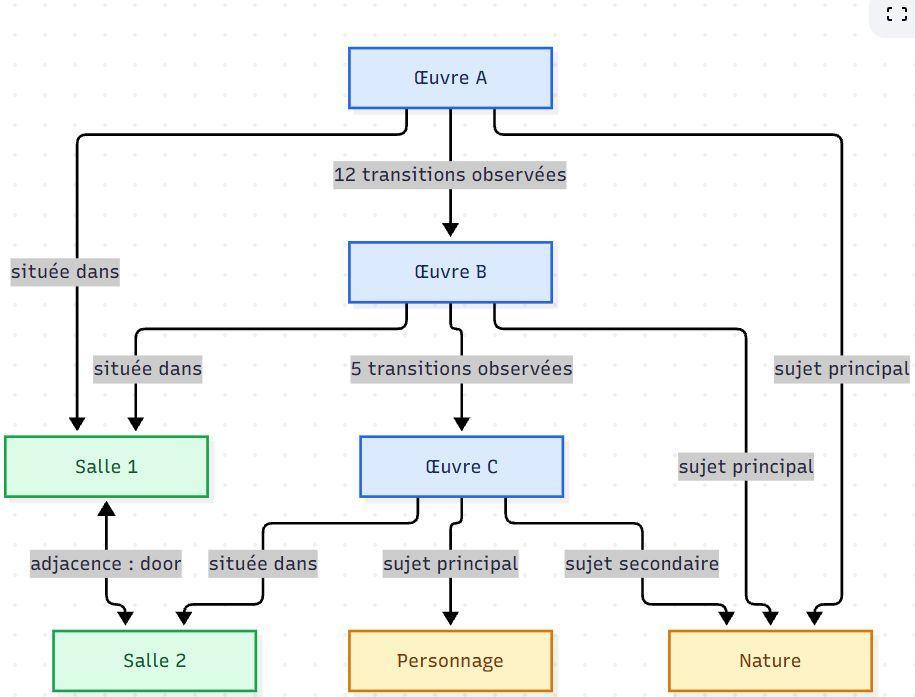 Œuvre A
12 transitions observées
située dans
Œuvre B
située dans
5 transitions observées
sujet principal
Salle 1
Œuvre C
sujet principal
adjacence : door
située dans
sujet principal
sujet secondaire
Salle 2
Personnage
Nature